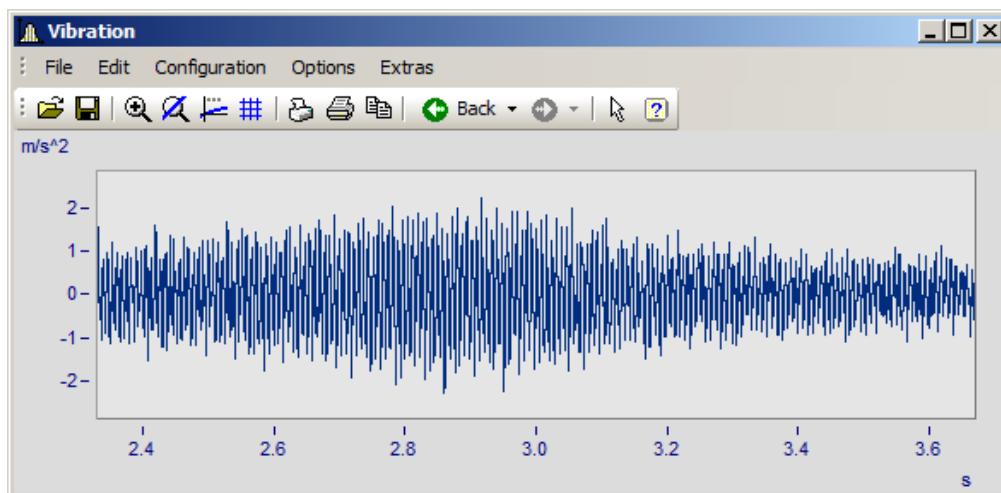 Vibration
File Edit Configuration Options Extras
Back
m/s^2
2
1
0
-1
-2
2.4 2.6 2.8 3.0 3.2 3.4 3.6
s